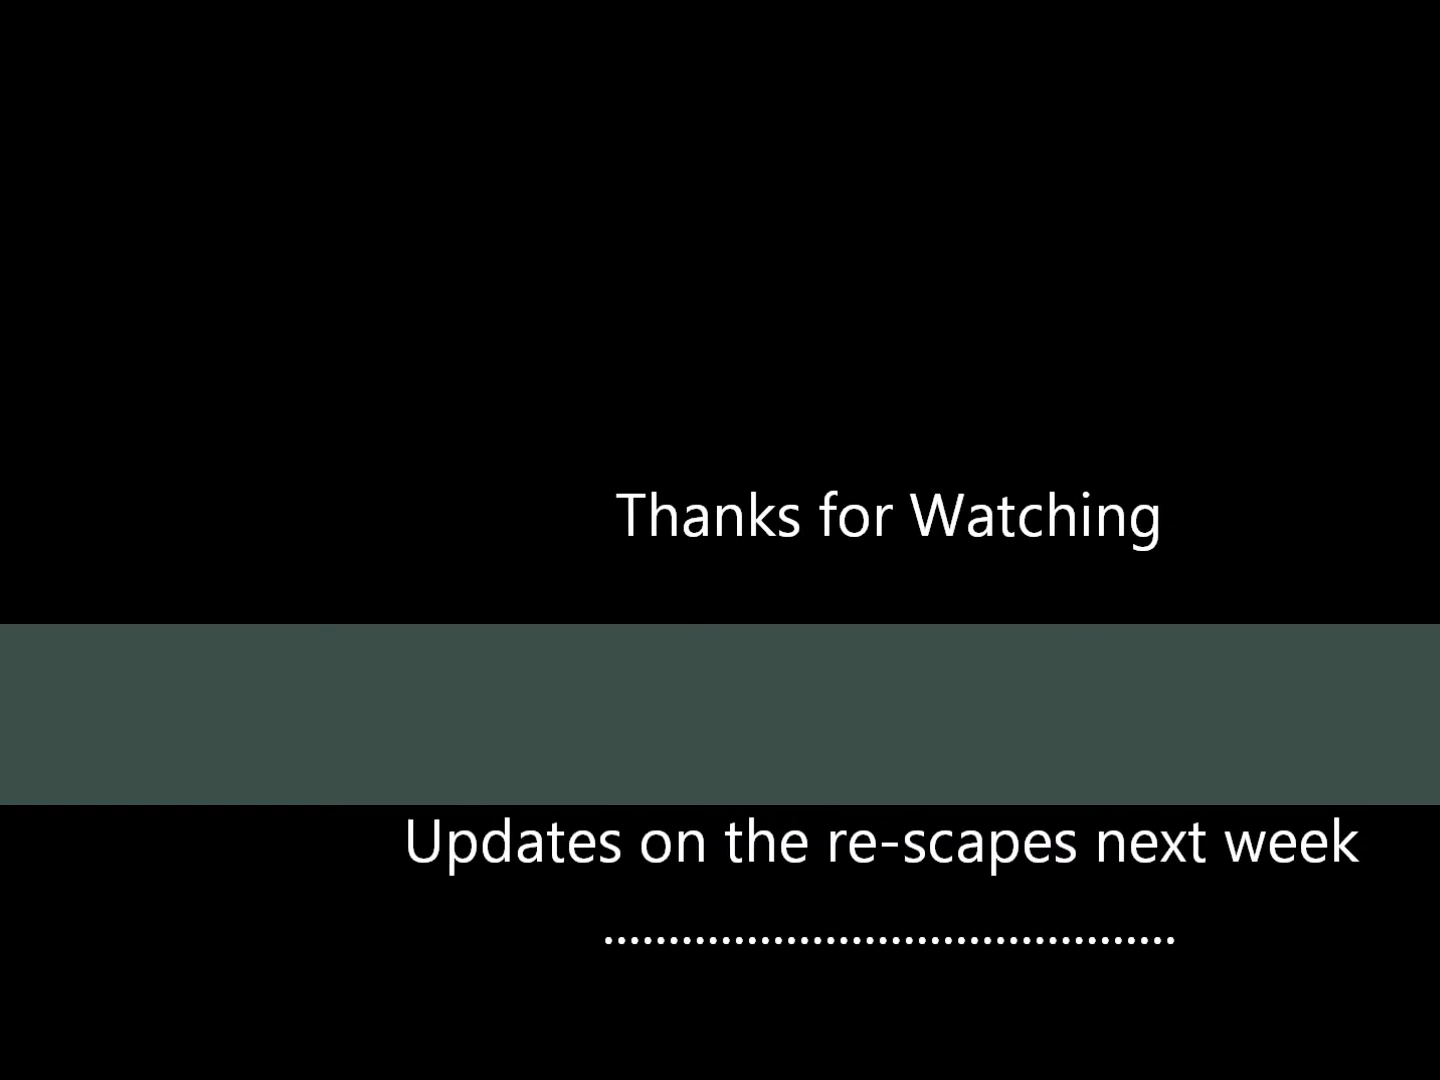 Thanks for Watching
Updates on the re-scapes next week
............................................